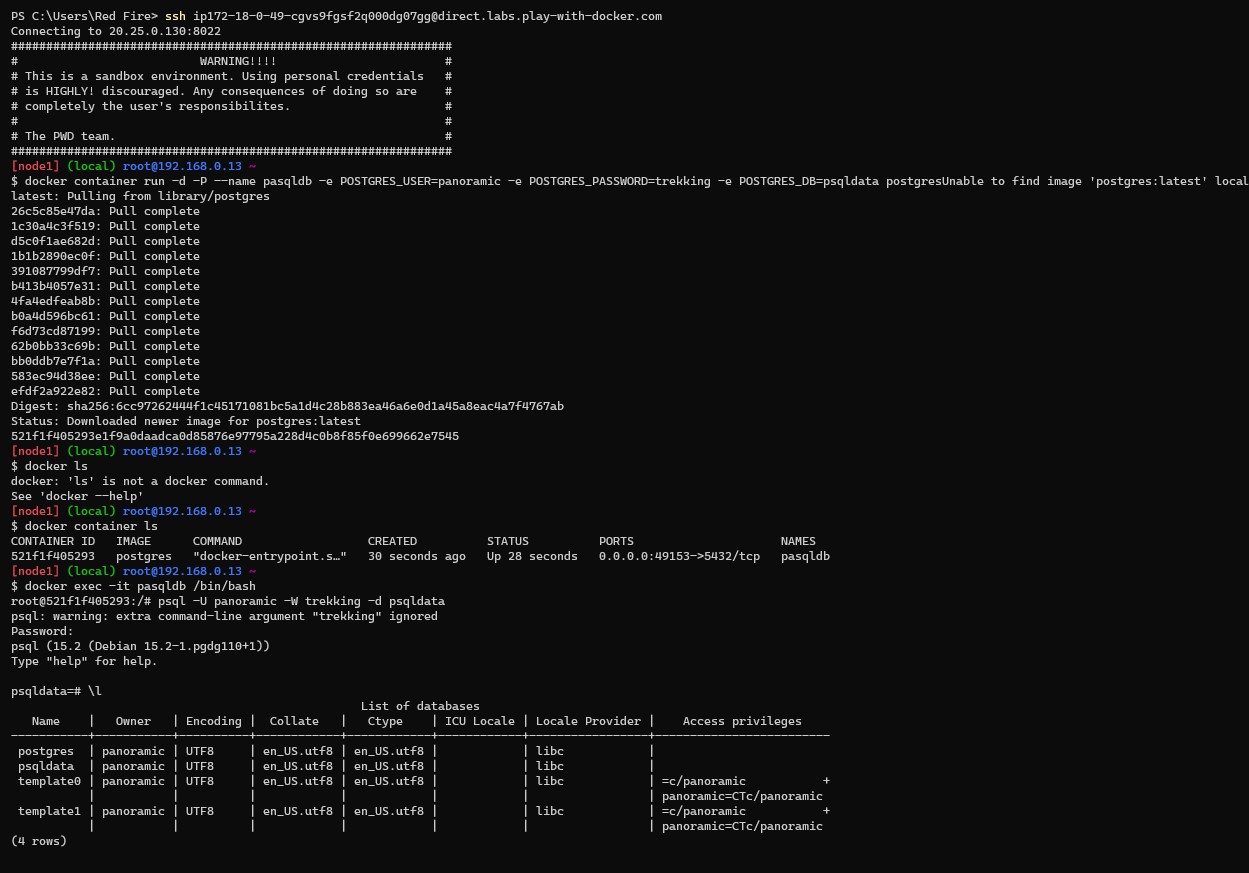 PS C:\Users\Red Fire> ssh ip172-18-0-49-cgvs9fgsf2q000dg07gg@direct.labs.play-with-docker.com
Connecting to 20.25.0.130:8022
###############################################################
#                          WARNING!!!!                        #
# This is a sandbox environment. Using personal credentials   #
# is HIGHLY! discouraged. Any consequences of doing so are    #
# completely the user's responsibilites.                      #
#                                                             #
# The PWD team.                                               #
###############################################################
[node1] (local) root@192.168.0.13 ~
$ docker container run -d -P --name pasqldb -e POSTGRES_USER=panoramic -e POSTGRES_PASSWORD=trekking -e POSTGRES_DB=psqldata postgresUnable to find image 'postgres:latest' local
latest: Pulling from library/postgres
26c5c85e47da: Pull complete
1c30a4c3f519: Pull complete
d5c0f1ae682d: Pull complete
1b1b2890ec0f: Pull complete
391087799df7: Pull complete
b413b4057e31: Pull complete
4fa4edfeab8b: Pull complete
b0a4d596bc61: Pull complete
f6d73cd87199: Pull complete
62b0bb33c69b: Pull complete
bb0ddb7e7f1a: Pull complete
583ec94d38ee: Pull complete
efdf2a922e82: Pull complete
Digest: sha256:6cc97262444f1c45171081bc5a1d4c28b883ea46a6e0d1a45a8eac4a7f4767ab
Status: Downloaded newer image for postgres:latest
521f1f405293e1f9a0daadca0d85876e97795a228d4c0b8f85f0e699662e7545
[node1] (local) root@192.168.0.13 ~
$ docker ls
docker: 'ls' is not a docker command.
See 'docker --help'
[node1] (local) root@192.168.0.13 ~
$ docker container ls
CONTAINER ID   IMAGE      COMMAND                  CREATED          STATUS          PORTS                     NAMES
521f1f405293   postgres   "docker-entrypoint.s…"   30 seconds ago   Up 28 seconds   0.0.0.0:49153->5432/tcp   pasqldb
[node1] (local) root@192.168.0.13 ~
$ docker exec -it pasqldb /bin/bash
root@521f1f405293:/# psql -U panoramic -W trekking -d psqldata
psql: warning: extra command-line argument "trekking" ignored
Password:
psql (15.2 (Debian 15.2-1.pgdg110+1))
Type "help" for help.

psqldata=# \l
                                                  List of databases
   Name    |   Owner   | Encoding |  Collate   |   Ctype    | ICU Locale | Locale Provider |    Access privileges
-----------+-----------+----------+------------+------------+------------+-----------------+-------------------------
 postgres  | panoramic | UTF8     | en_US.utf8 | en_US.utf8 |            | libc            |
 psqldata  | panoramic | UTF8     | en_US.utf8 | en_US.utf8 |            | libc            |
 template0 | panoramic | UTF8     | en_US.utf8 | en_US.utf8 |            | libc            | =c/panoramic           +
           |           |          |            |            |            |                 | panoramic=CTc/panoramic
 template1 | panoramic | UTF8     | en_US.utf8 | en_US.utf8 |            | libc            | =c/panoramic           +
           |           |          |            |            |            |                 | panoramic=CTc/panoramic
(4 rows)